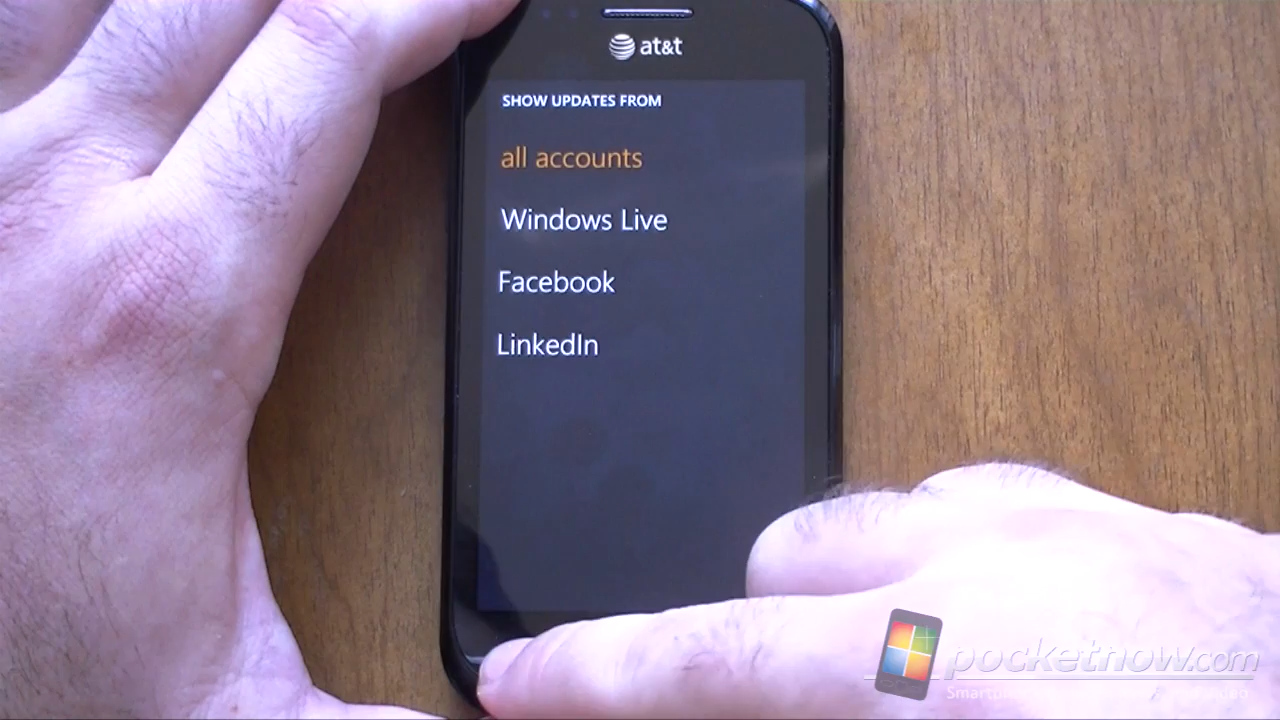 at&t
SHOW UPDATES FROM
all accounts
Windows Live
Facebook
LinkedIn
pocketnow.com